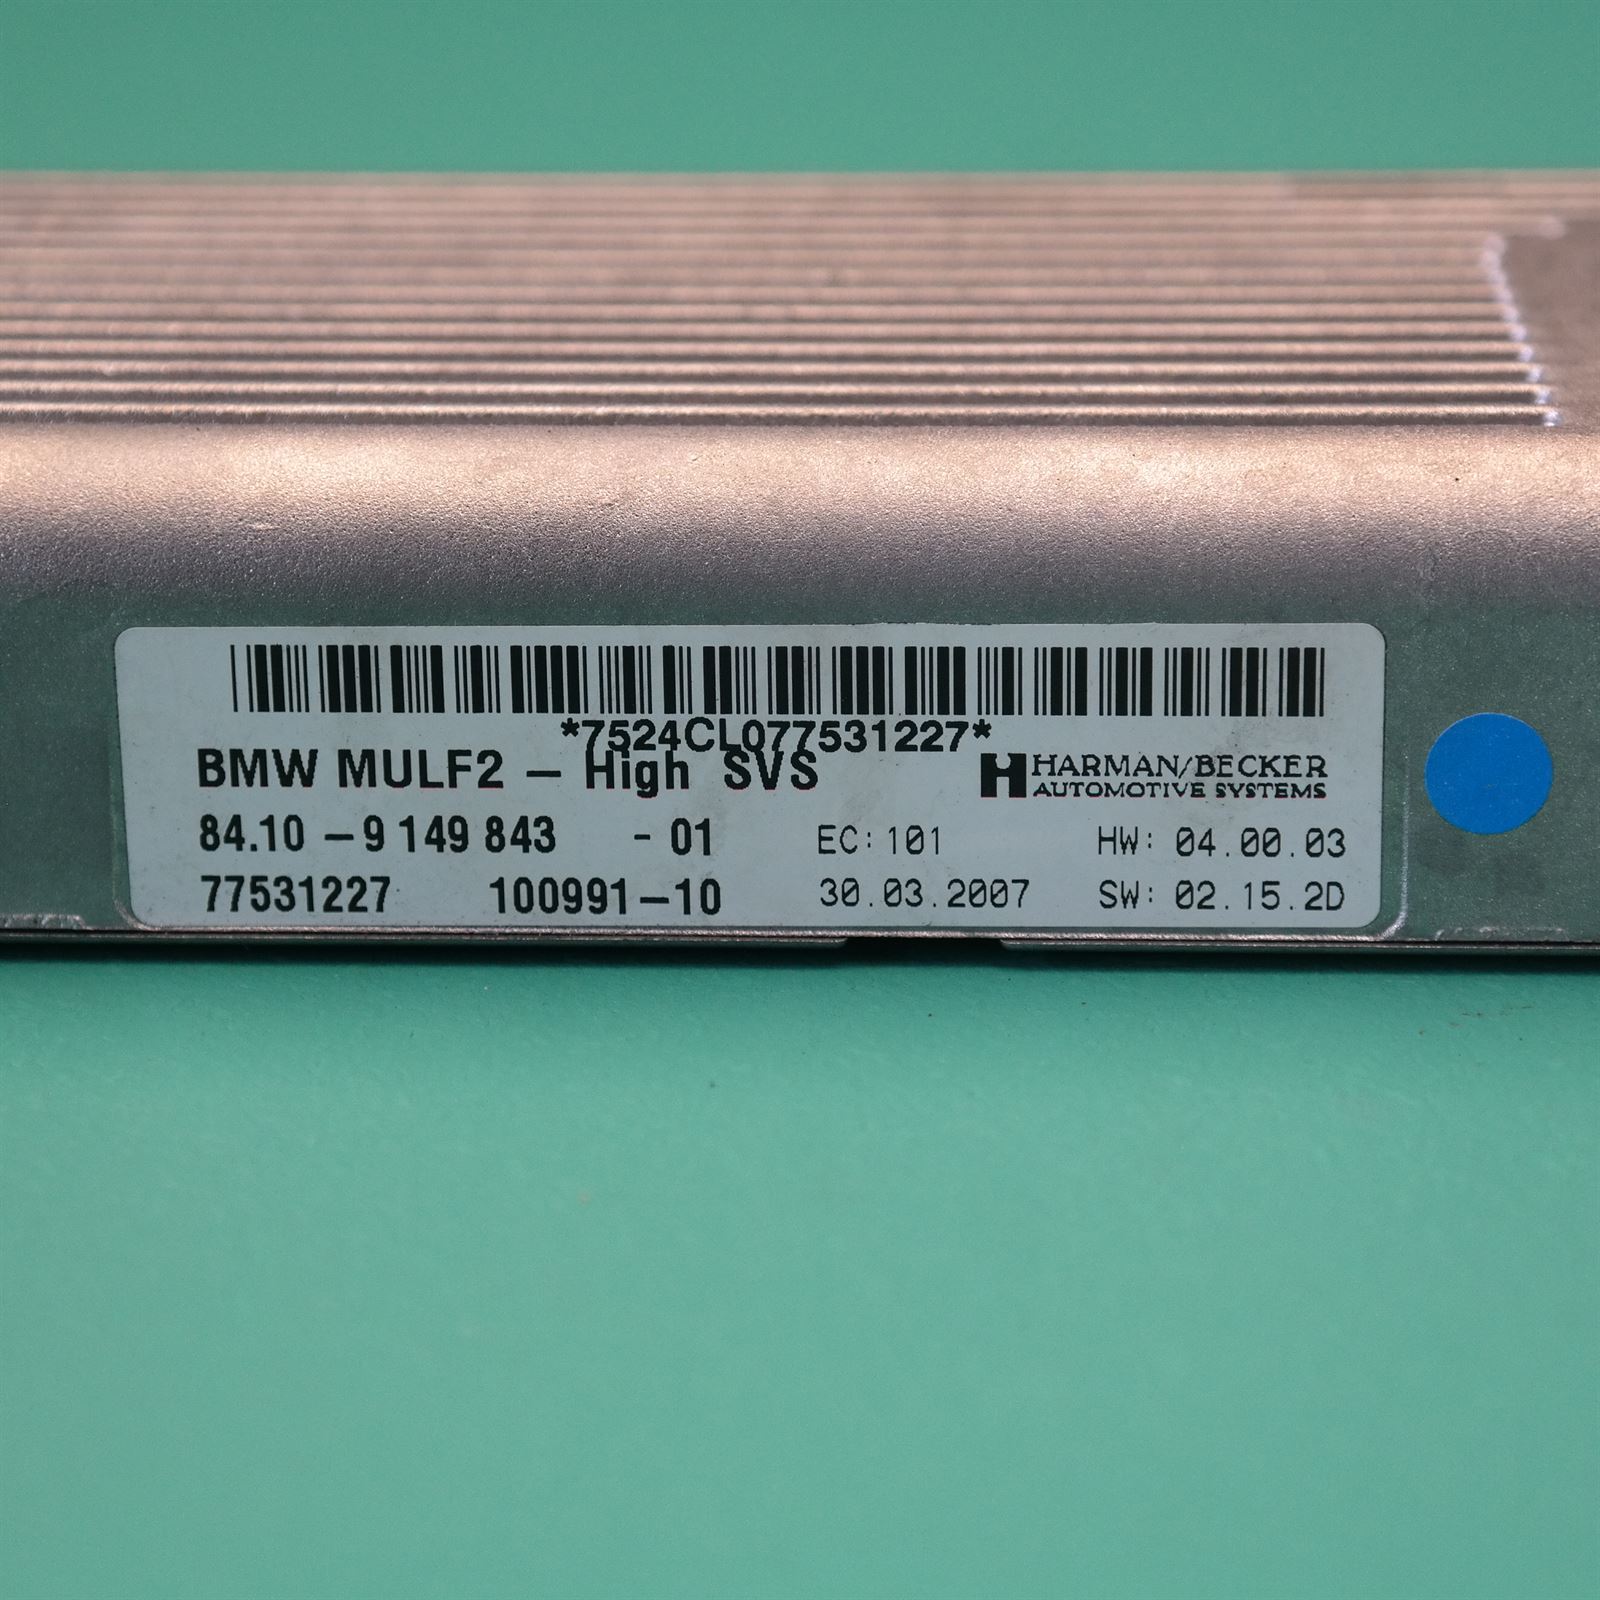 *7524CL077531227*
BMW MULF2 – High SVS
HARMAN/BECKER
AUTOMOTIVE SYSTEMS
84.10 – 9 149 843 - 01 EC: 101 HW: 04.00.03
77531227 100991–10 30.03.2007 SW: 02.15.2D